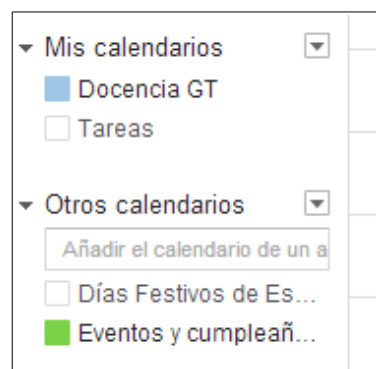 Mis calendarios
Docencia GT
Tareas
Otros calendarios
Añadir el calendario de un a
Días Festivos de Es...
Eventos y cumpleañ...